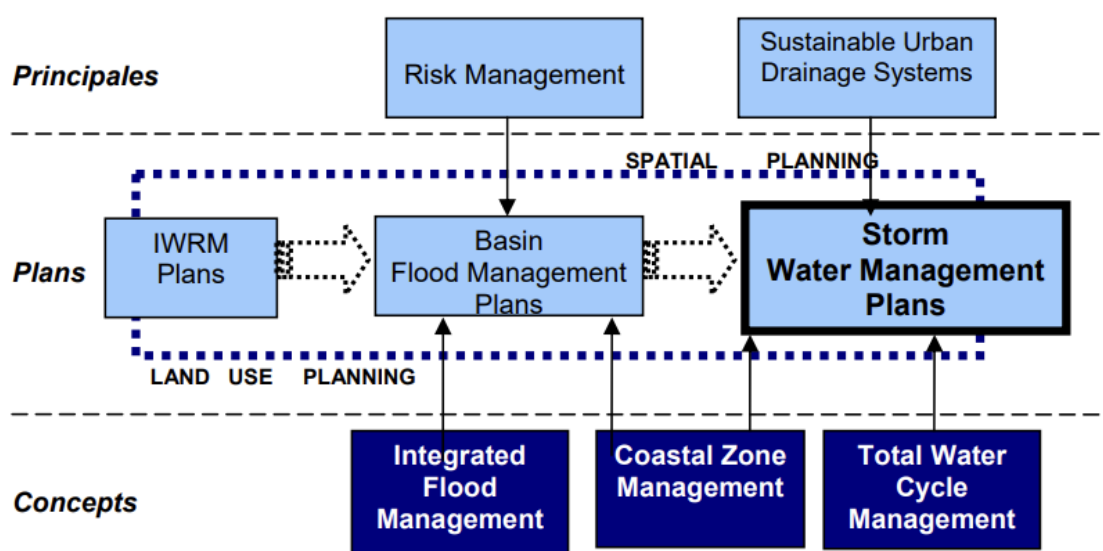 Principales
Risk Management
Sustainable Urban
Drainage Systems
SPATIAL PLANNING
Plans
IWRM
Plans
Basin
Flood Management
Plans
Storm
Water Management
Plans
LAND USE PLANNING
Concepts
Integrated
Flood
Management
Coastal Zone
Management
Total Water
Cycle
Management